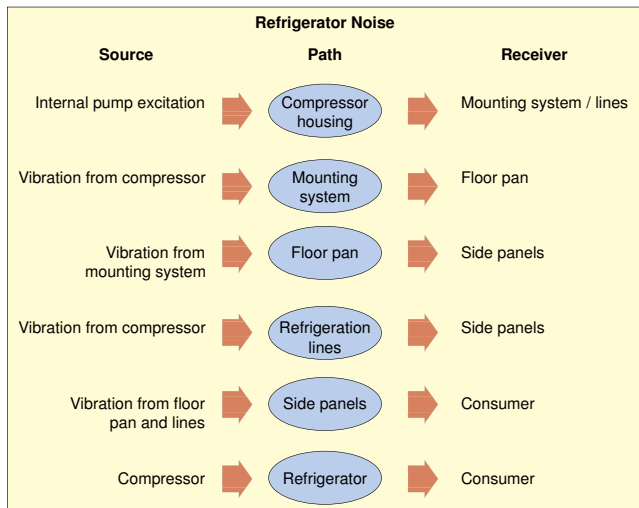 Refrigerator Noise
Source Path Receiver
Internal pump excitation Compressor housing Mounting system / lines
Vibration from compressor Mounting system Floor pan
Vibration from mounting system Floor pan Side panels
Vibration from compressor Refrigeration lines Side panels
Vibration from floor pan and lines Side panels Consumer
Compressor Refrigerator Consumer